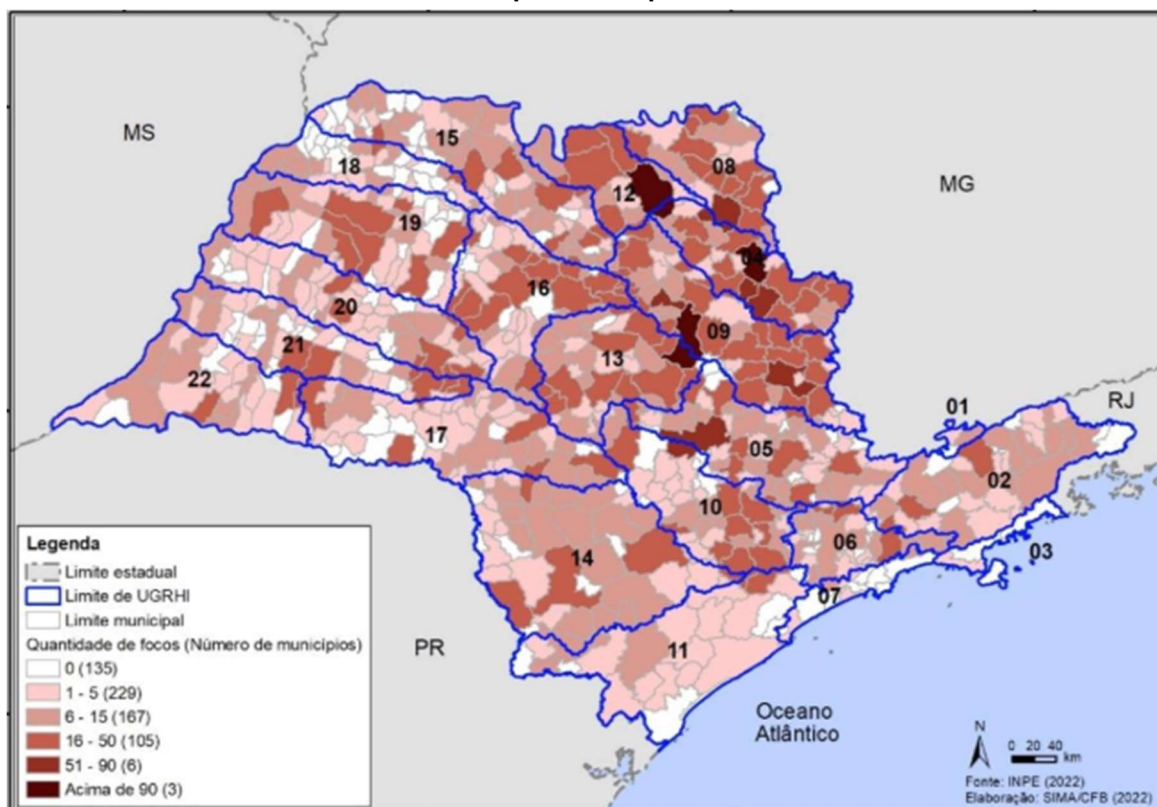 MS
MG
RJ
PR
15
18
08
12
19
04
16
20
09
13
21
22
01
17
05
02
10
06
03
14
07
11
Oceano
Atlântico
Legenda
Limite estadual
Limite de UGRHI
Limite municipal
Quantidade de focos (Número de municípios)
0 (135)
1 - 5 (229)
6 - 15 (167)
16 - 50 (105)
51 - 90 (6)
Acima de 90 (3)
N
0 20 40
km
Fonte: INPE (2022)
Elaboração: SIMA/CFB (2022)